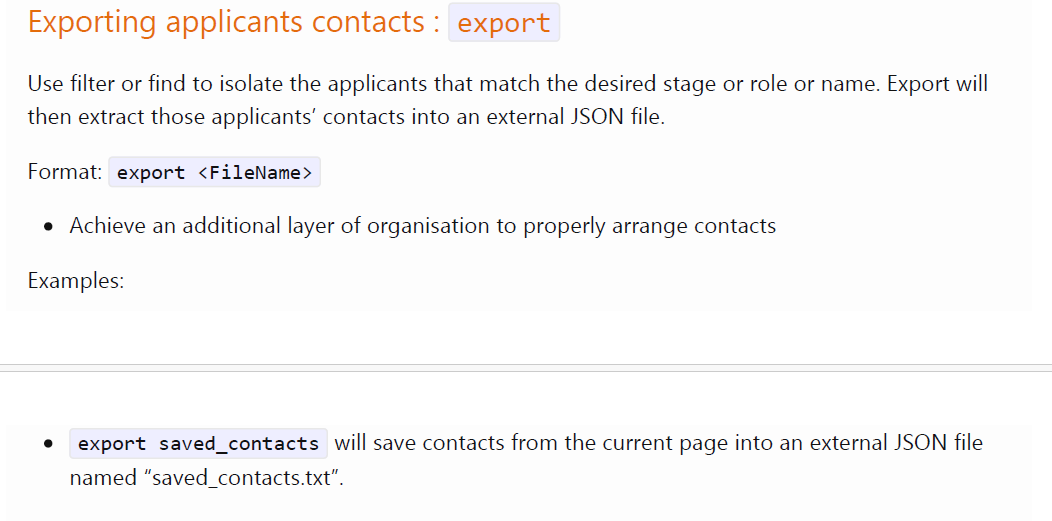 Exporting applicants contacts : export
Use filter or find to isolate the applicants that match the desired stage or role or name. Export will
then extract those applicants’ contacts into an external JSON file.
Format: export <FileName>
• Achieve an additional layer of organisation to properly arrange contacts
Examples:
• export saved_contacts will save contacts from the current page into an external JSON file
named “saved_contacts.txt”.